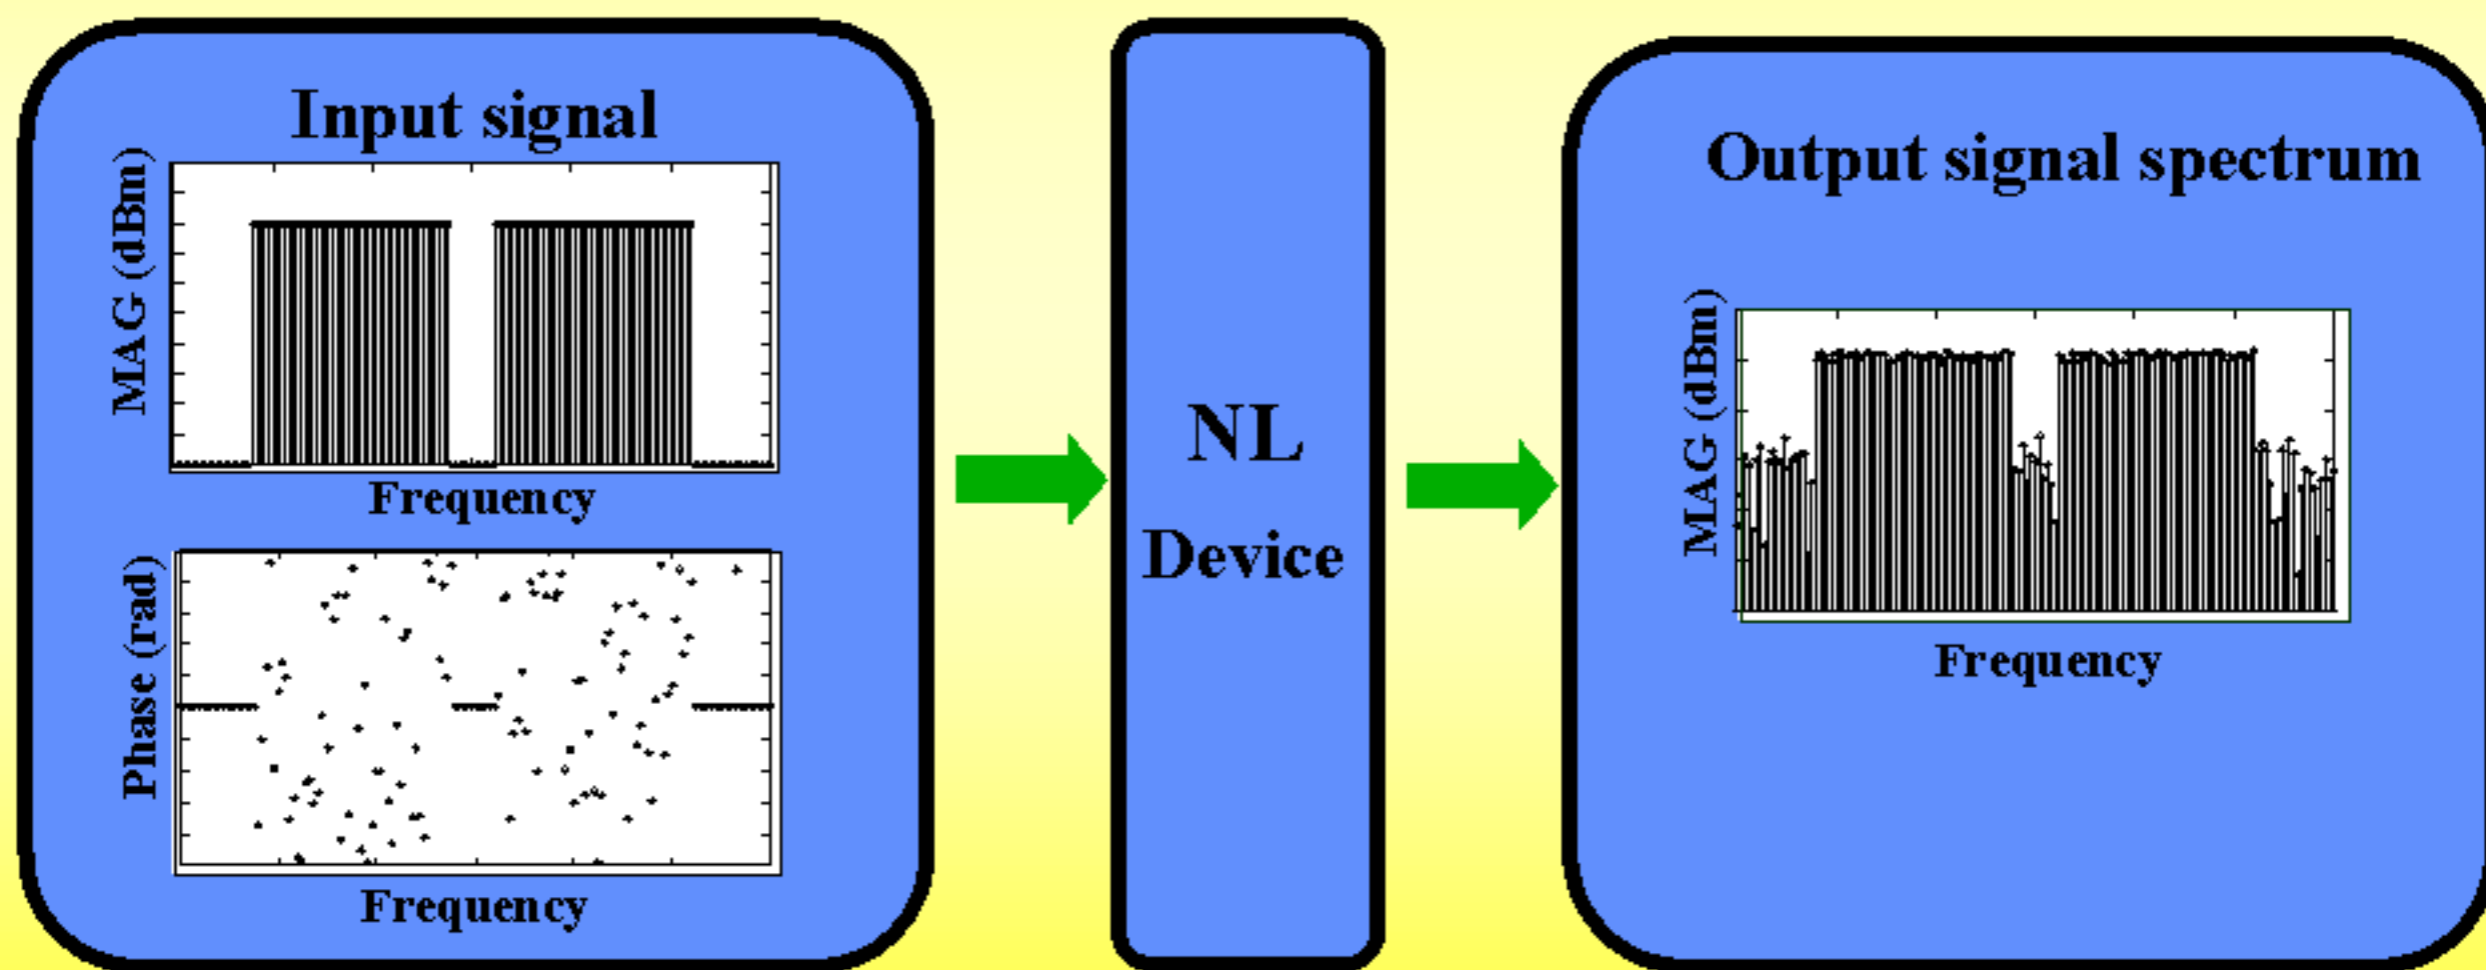 Input signal
MAG (dBm)
Frequency
Phase (rad)
Frequency
NL
Device
Output signal spectrum
MAG (dBm)
Frequency